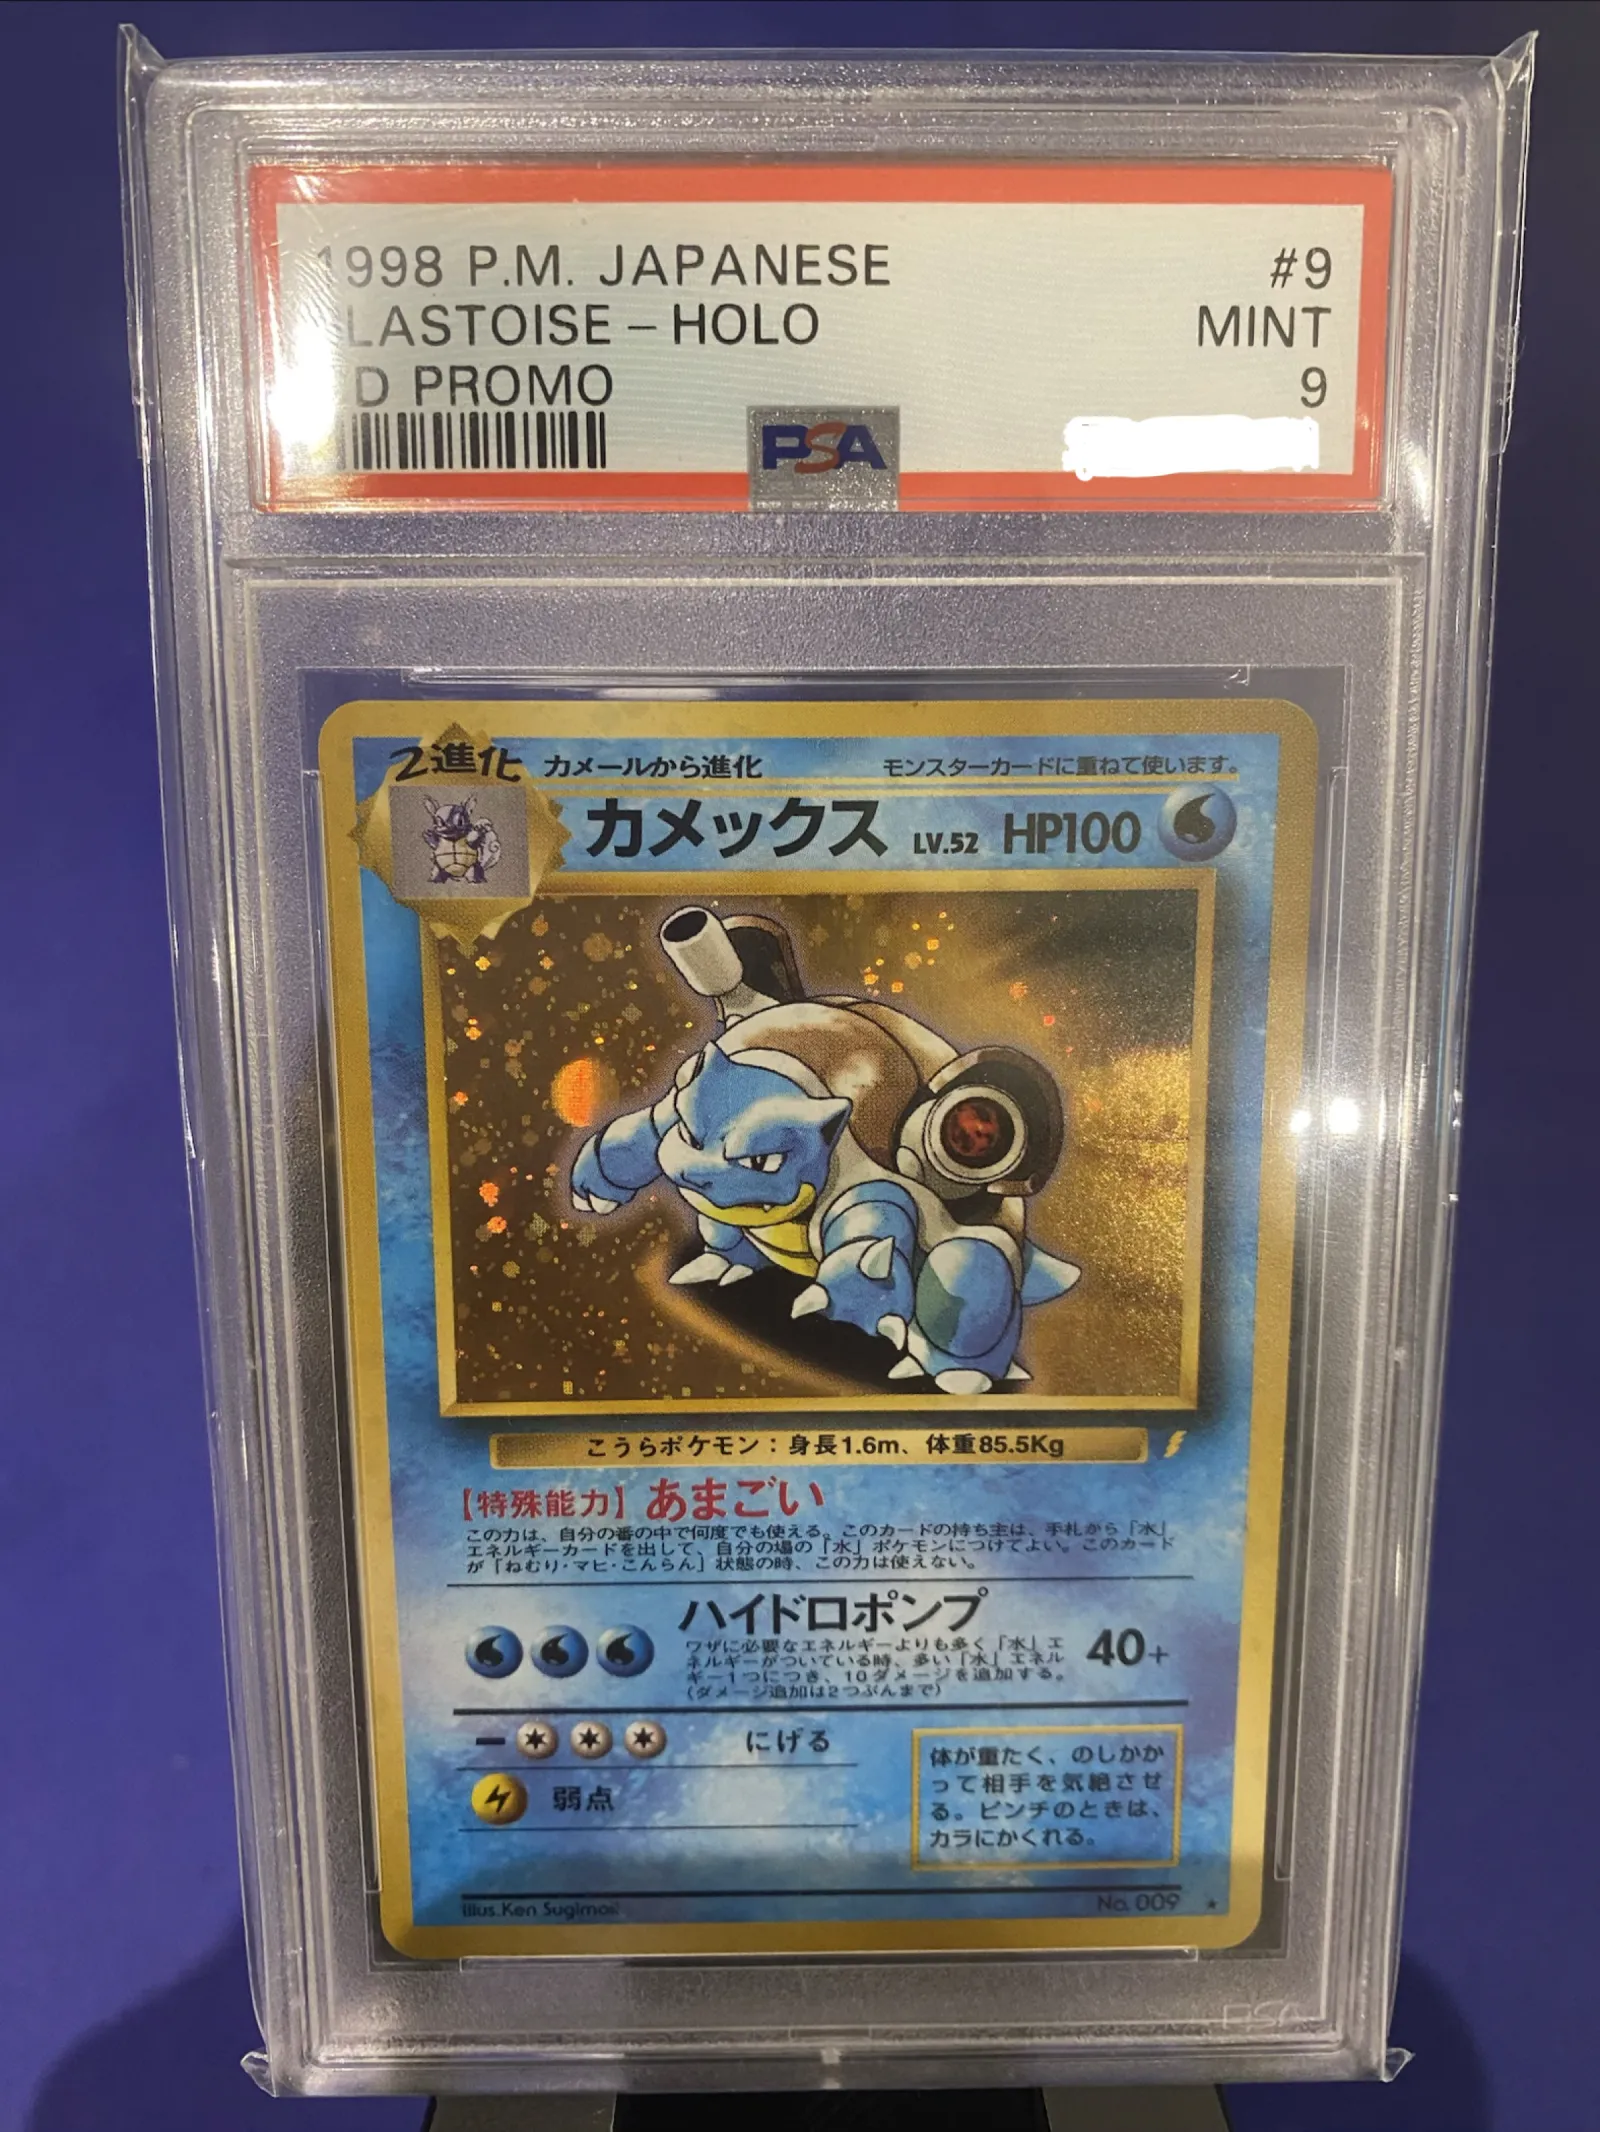 1998 P.M. JAPANESE #9
LASTOISE – HOLO MINT
D PROMO 9
PSA
2進化 カメールから進化 モンスターカードに重ねて使います。
カメックス LV.52 HP100
こうらポケモン：身長1.6m、体重85.5Kg
【特殊能力】あまごい
この力は、自分の番の中で何度でも使える。このカードの持ち主は、手札から「水」
エネルギーカードを出して、自分の場の「水」ポケモンにつけてよい。このカード
が「ねむり・マヒ・こんらん」状態の時、この力は使えない。
ハイドロポンプ
ワザに必要なエネルギーよりも多く「水」エ
ネルギーがついている時、多い「水」エネル
ギー1つにつき、10ダメージを追加する。
（ダメージ追加は2つぶんまで）
40+
にげる
弱点
体が重たく、のしかか
って相手を気絶させ
る。ピンチのときは、
カラにかくれる。
Illus.Ken Sugimori
No. 009
PSA